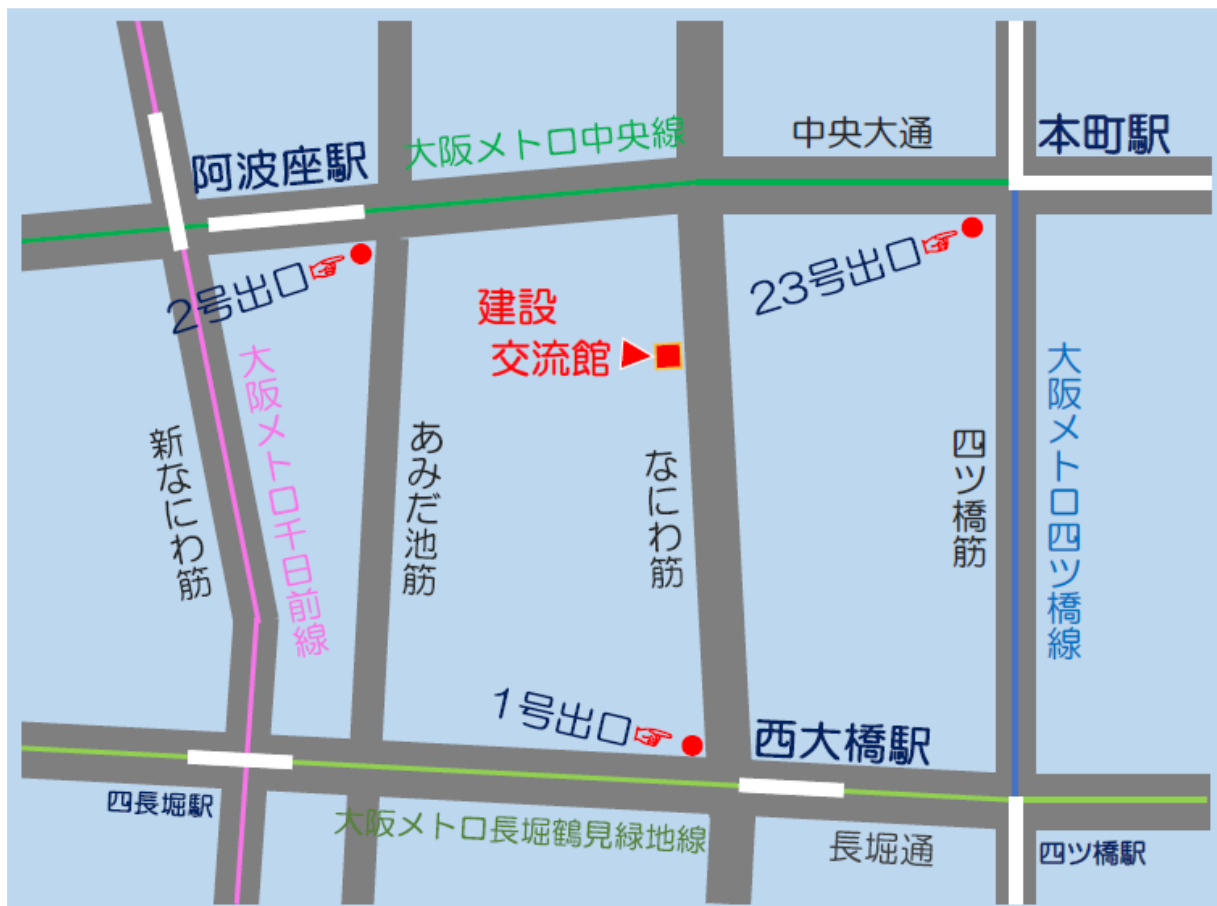 大阪メトロ中央線
中央大通
本町駅
阿波座駅
2号出口☞
23号出口☞
建設
交流館▶
大阪メトロ千日前線
大阪メトロ四ツ橋線
新なにわ筋
あみだ池筋
なにわ筋
四ツ橋筋
1号出口☞
西大橋駅
四長堀駅
大阪メトロ長堀鶴見緑地線
長堀通
四ツ橋駅